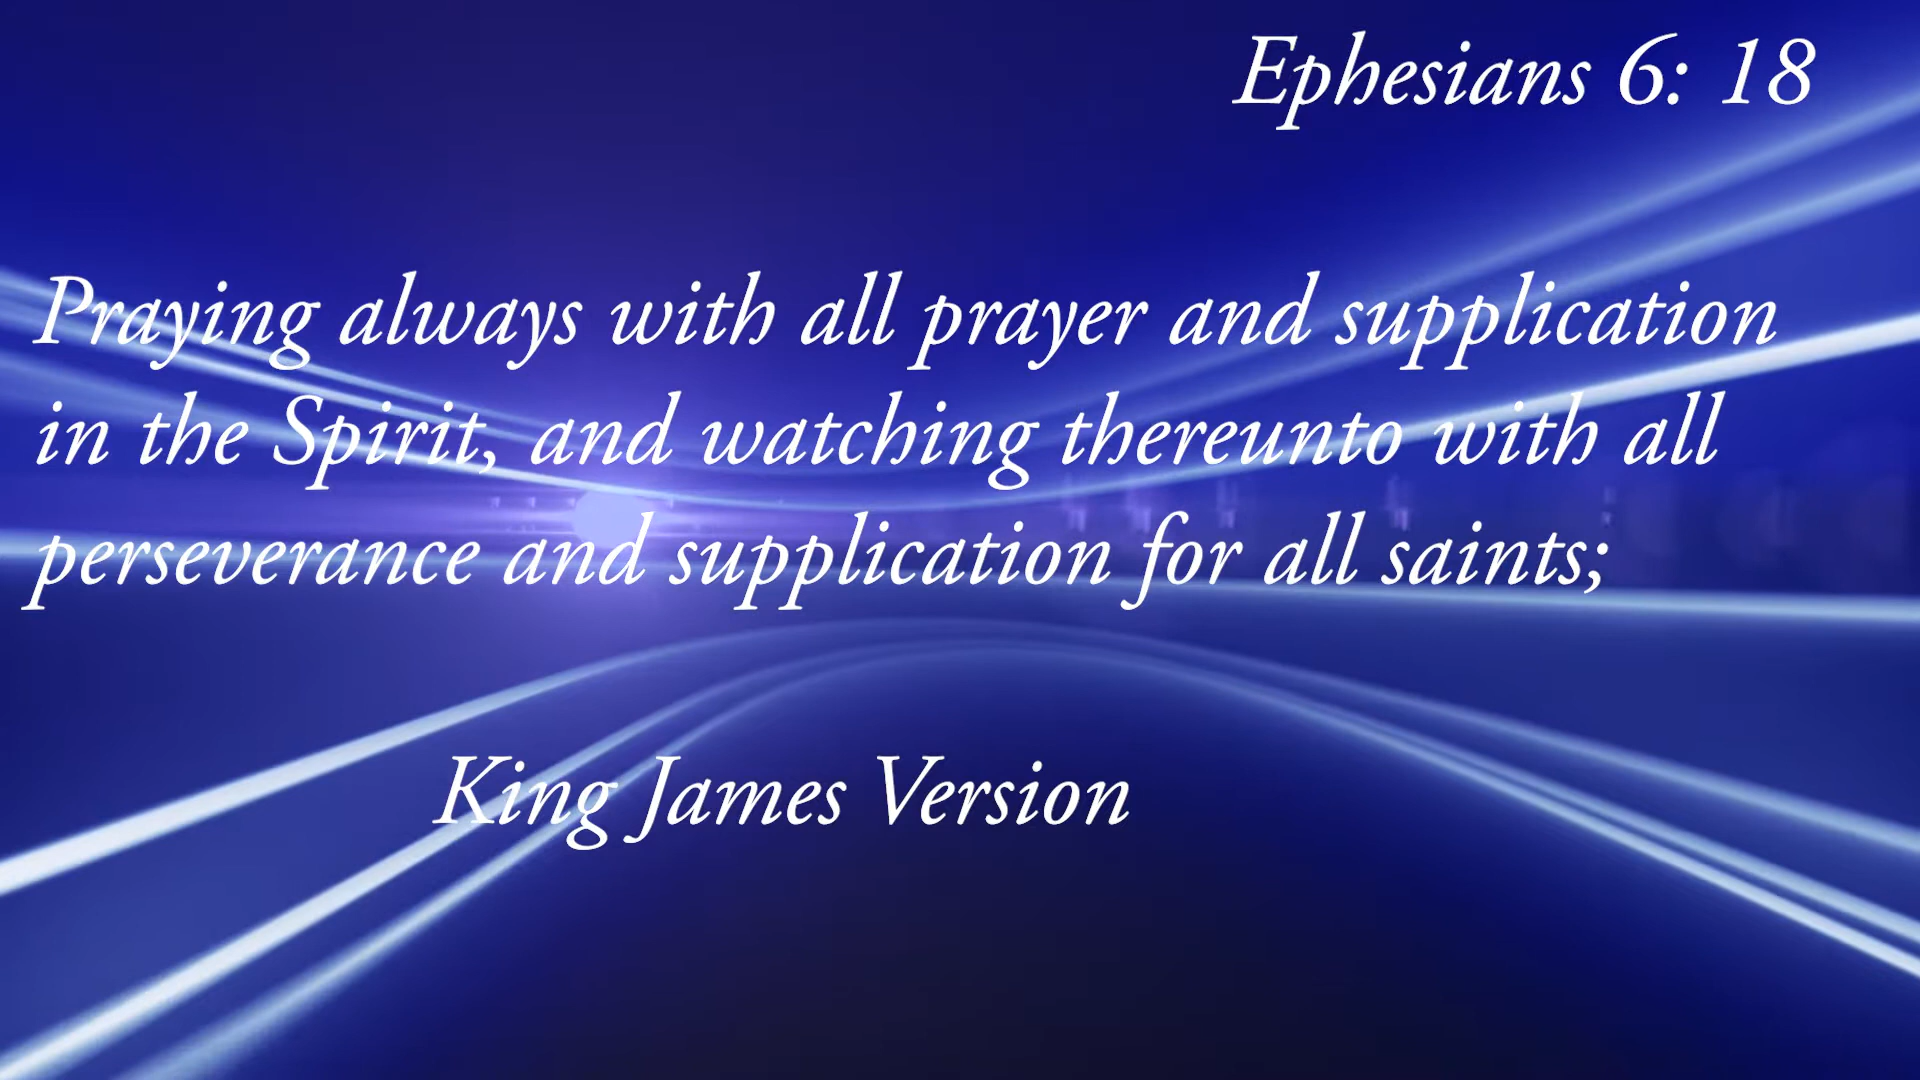 Ephesians 6: 18
Praying always with all prayer and supplication
in the Spirit, and watching thereunto with all
perseverance and supplication for all saints;
King James Version